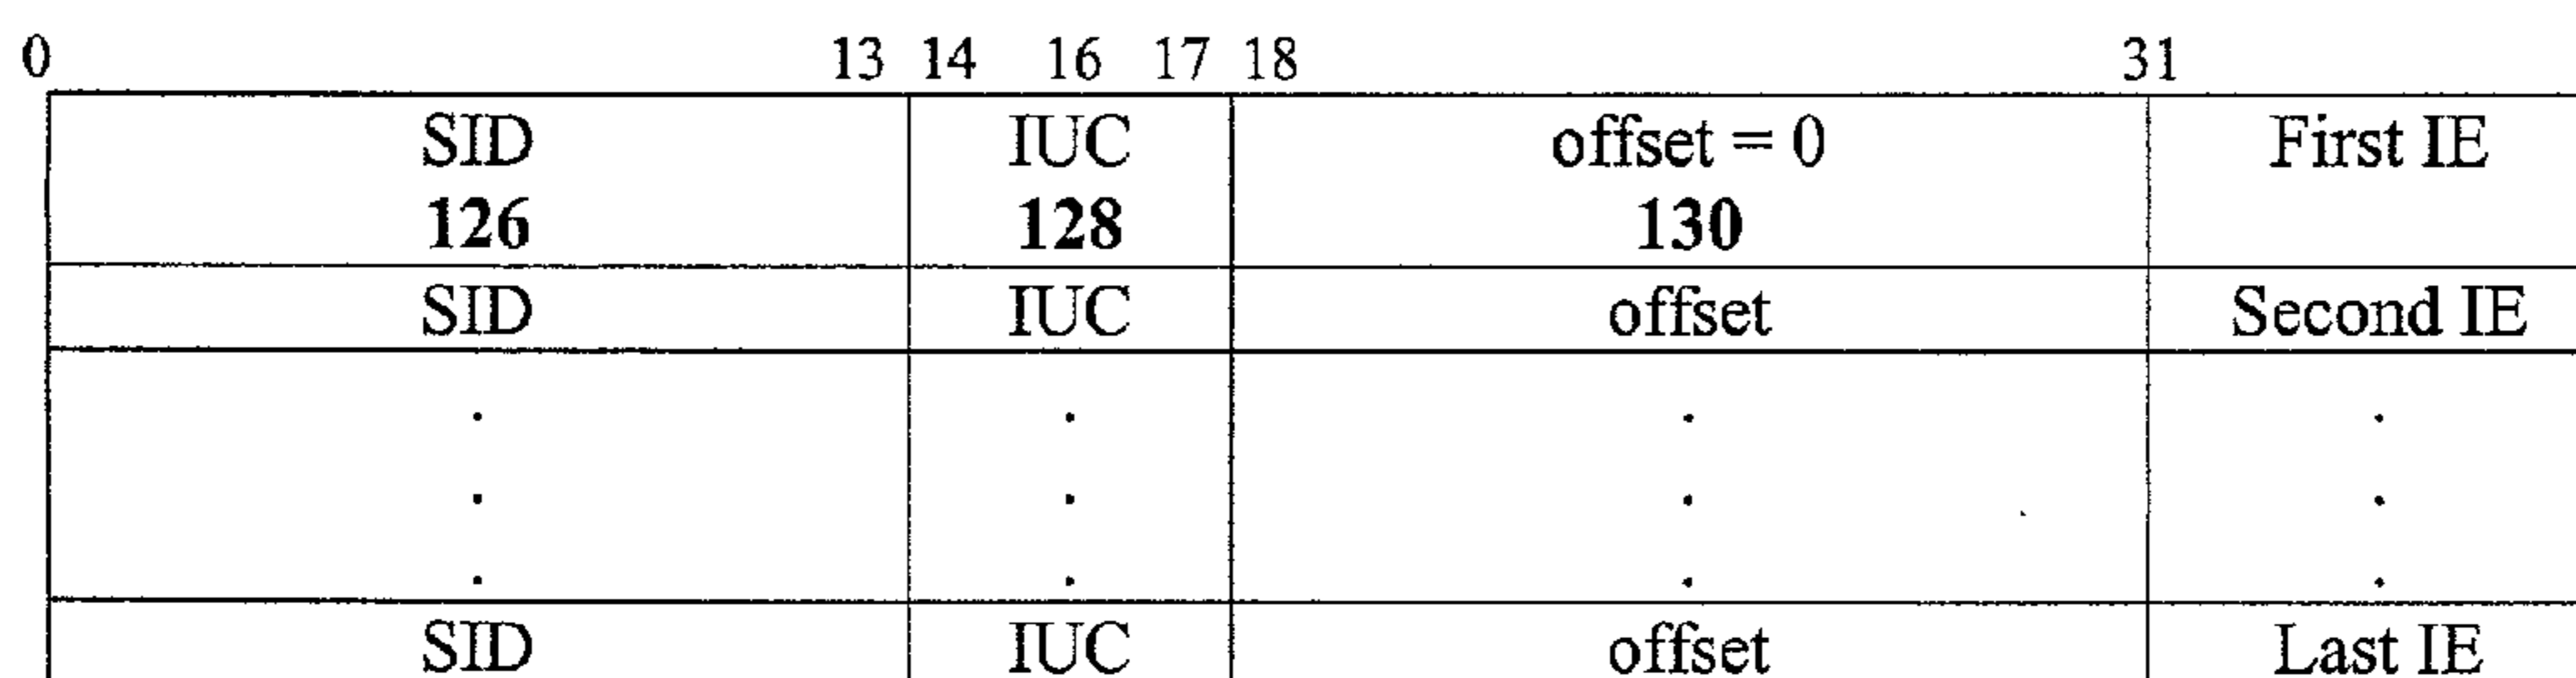 0 13 14 16 17 18 31
SID IUC offset = 0 First IE
126 128 130
SID IUC offset Second IE
. . . .
. . . .
. . . .
SID IUC offset Last IE